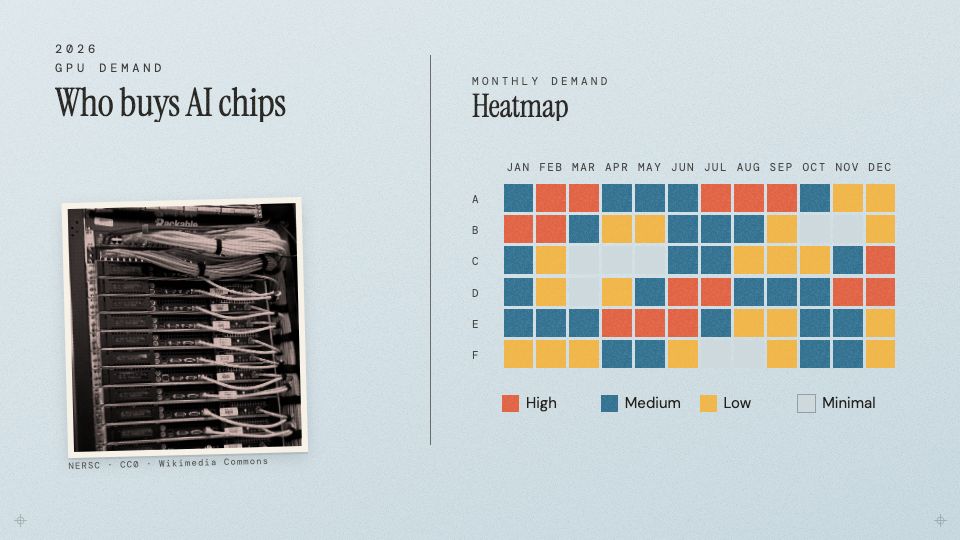 2026
GPU DEMAND
Who buys AI chips
Rackable
NERSC · CC0 · Wikimedia Commons
MONTHLY DEMAND
Heatmap
JAN FEB MAR APR MAY JUN JUL AUG SEP OCT NOV DEC
A
B
C
D
E
F
High Medium Low Minimal